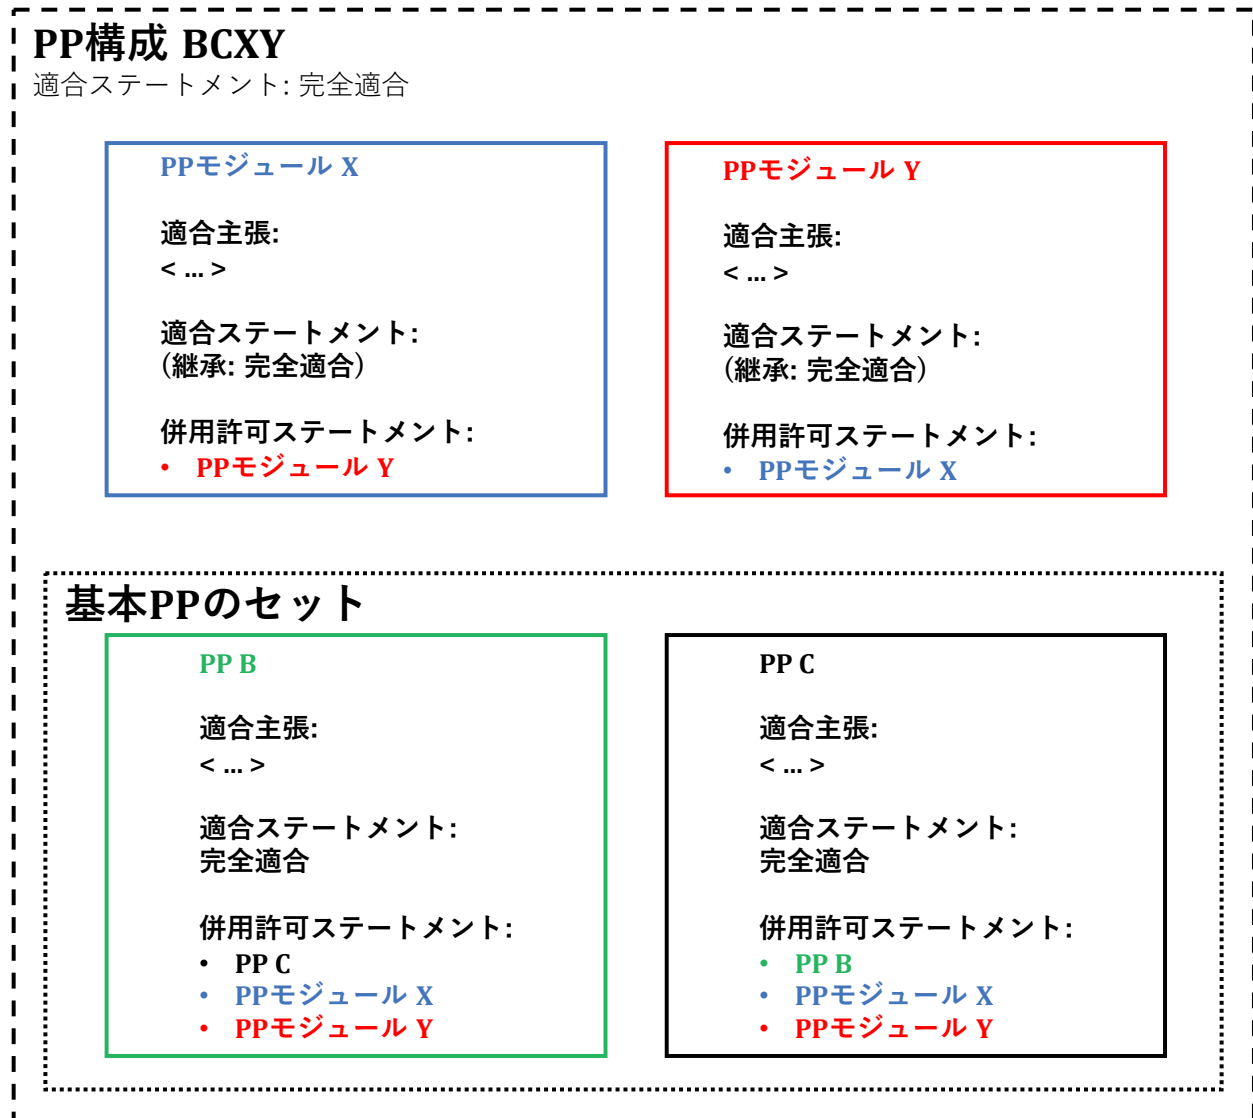 PP構成 BCXY
適合ステートメント: 完全適合
PPモジュール X
適合主張:
< ... >
適合ステートメント:
(継承: 完全適合)
併用許可ステートメント:
• PPモジュール Y
PPモジュール Y
適合主張:
< ... >
適合ステートメント:
(継承: 完全適合)
併用許可ステートメント:
• PPモジュール X
基本PPのセット
PP B
適合主張:
< ... >
適合ステートメント:
完全適合
併用許可ステートメント:
• PP C
• PPモジュール X
• PPモジュール Y
PP C
適合主張:
< ... >
適合ステートメント:
完全適合
併用許可ステートメント:
• PP B
• PPモジュール X
• PPモジュール Y